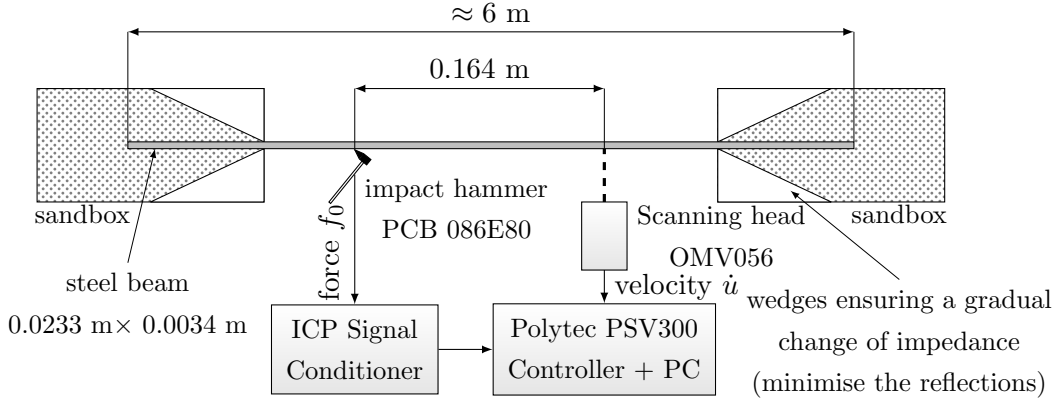 ≈ 6 m
0.164 m
sandbox
impact hammer
PCB 086E80
force f₀
Scanning head
OMV056
sandbox
steel beam
0.0233 m× 0.0034 m
velocity u̇
wedges ensuring a gradual
change of impedance
(minimise the reflections)
ICP Signal
Conditioner
Polytec PSV300
Controller + PC